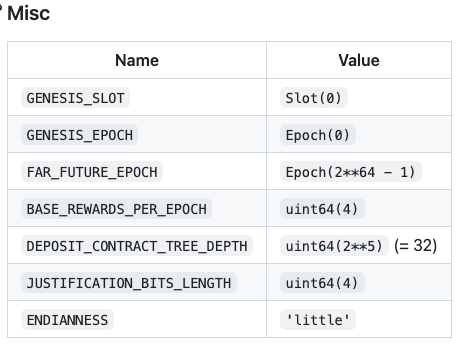 Misc
Name Value
GENESIS_SLOT Slot(0)
GENESIS_EPOCH Epoch(0)
FAR_FUTURE_EPOCH Epoch(2**64 - 1)
BASE_REWARDS_PER_EPOCH uint64(4)
DEPOSIT_CONTRACT_TREE_DEPTH uint64(2**5) (= 32)
JUSTIFICATION_BITS_LENGTH uint64(4)
ENDIANNESS 'little'